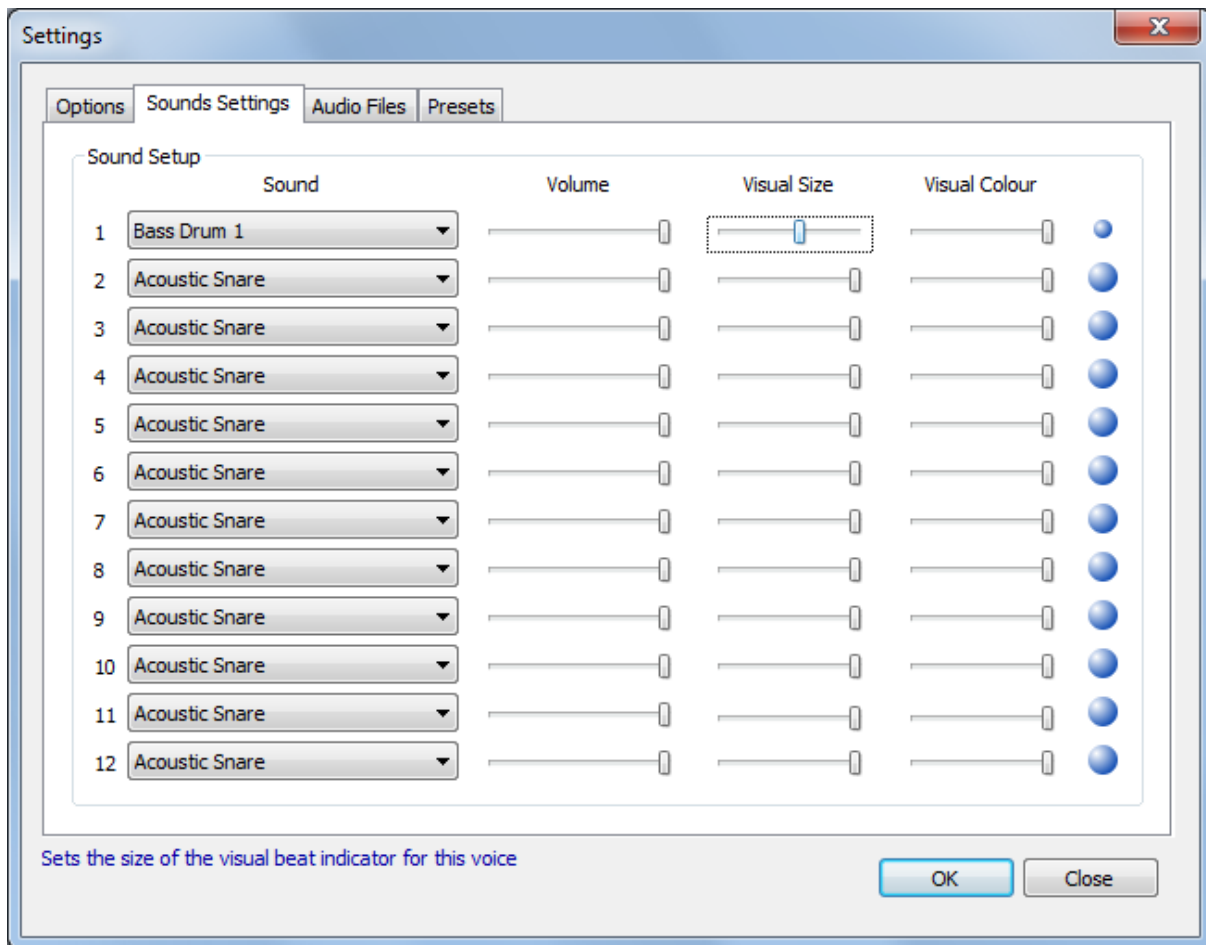 Settings
Options Sounds Settings Audio Files Presets
Sound Setup
Sound Volume Visual Size Visual Colour
1 Bass Drum 1
2 Acoustic Snare
3 Acoustic Snare
4 Acoustic Snare
5 Acoustic Snare
6 Acoustic Snare
7 Acoustic Snare
8 Acoustic Snare
9 Acoustic Snare
10 Acoustic Snare
11 Acoustic Snare
12 Acoustic Snare
Sets the size of the visual beat indicator for this voice
OK Close